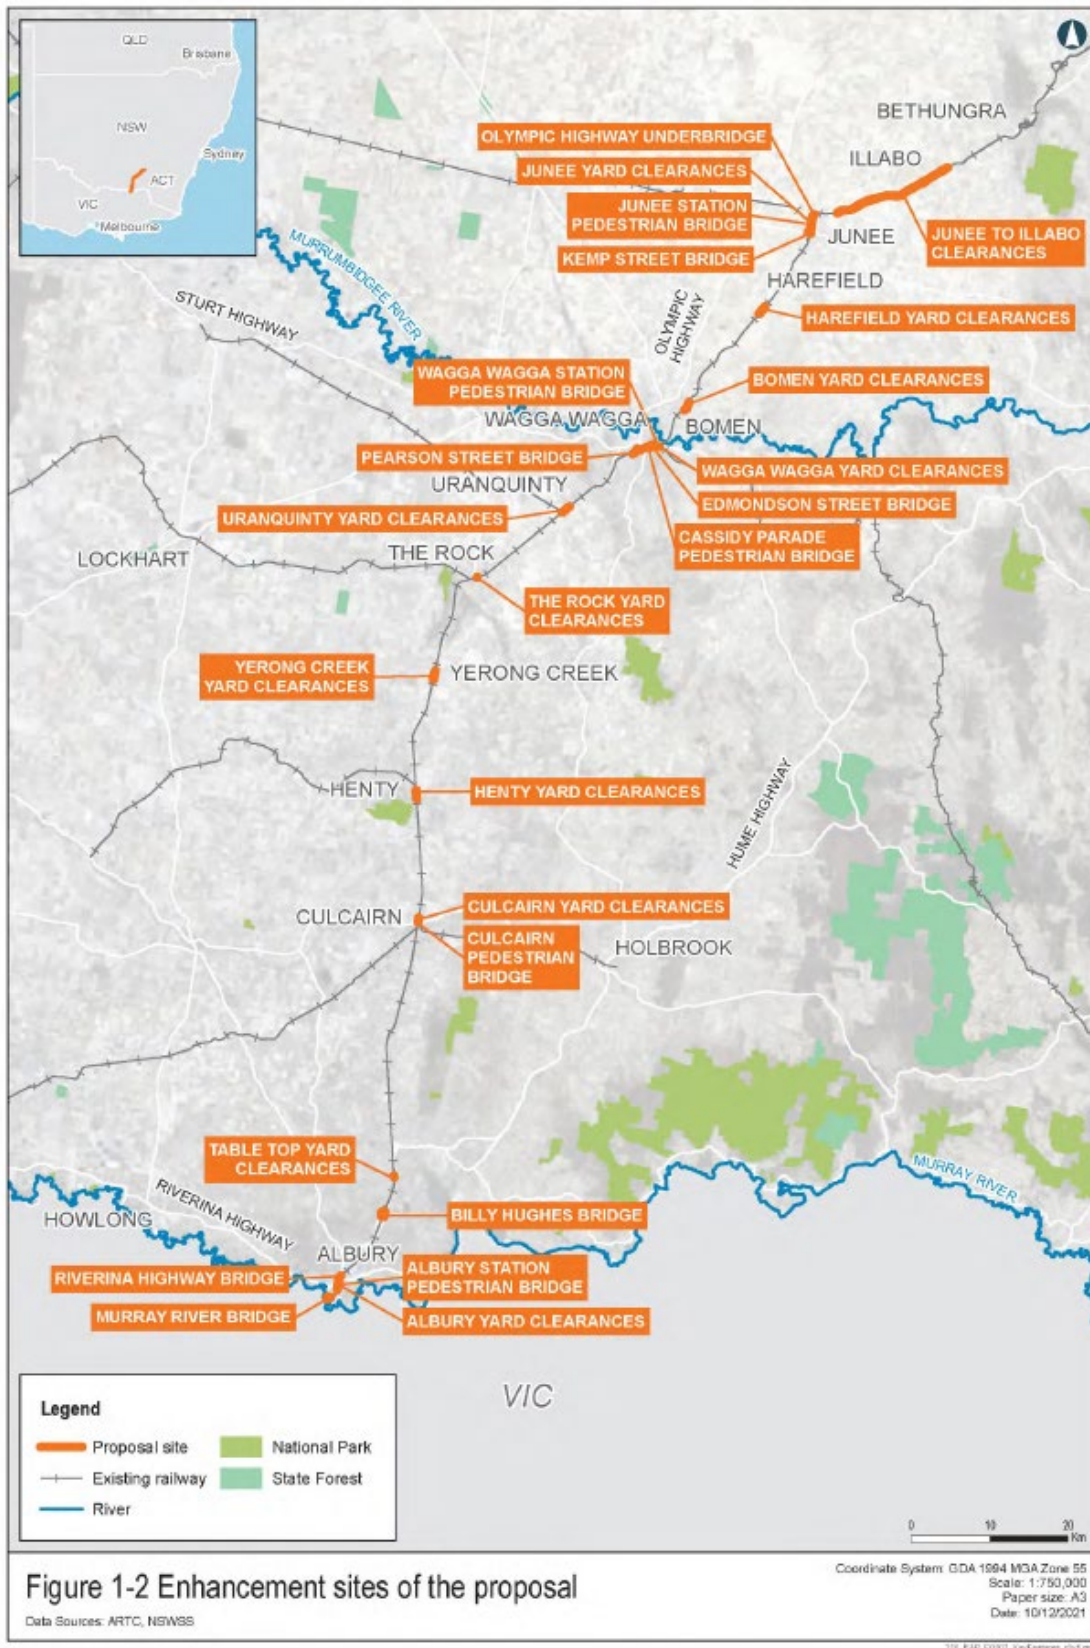 QLD
Brisbane
NSW
Sydney
ACT
VIC
Melbourne
BETHUNGRA
OLYMPIC HIGHWAY UNDERBRIDGE
ILLABO
JUNEE YARD CLEARANCES
JUNEE STATION
PEDESTRIAN BRIDGE
JUNEE
JUNEE TO ILLABO
CLEARANCES
KEMP STREET BRIDGE
MURRUMBIDGEE RIVER
HAREFIELD
STURT HIGHWAY
OLYMPIC
HIGHWAY
HAREFIELD YARD CLEARANCES
WAGGA WAGGA STATION
PEDESTRIAN BRIDGE
BOMEN YARD CLEARANCES
WAGGA WAGGA
BOMEN
PEARSON STREET BRIDGE
WAGGA WAGGA YARD CLEARANCES
URANQUINTY
EDMONDSON STREET BRIDGE
URANQUINTY YARD CLEARANCES
CASSIDY PARADE
PEDESTRIAN BRIDGE
LOCKHART
THE ROCK
THE ROCK YARD
CLEARANCES
YERONG CREEK
YARD CLEARANCES
YERONG CREEK
HENTY
HENTY YARD CLEARANCES
HUME HIGHWAY
CULCAIRN
CULCAIRN YARD CLEARANCES
CULCAIRN
PEDESTRIAN
BRIDGE
HOLBROOK
TABLE TOP YARD
CLEARANCES
MURRAY RIVER
RIVERINA HIGHWAY
HOWLONG
BILLY HUGHES BRIDGE
ALBURY
RIVERINA HIGHWAY BRIDGE
ALBURY STATION
PEDESTRIAN BRIDGE
MURRAY RIVER BRIDGE
ALBURY YARD CLEARANCES
VIC
Legend
Proposal site
National Park
Existing railway
State Forest
River
0 10 20
Km
Figure 1-2 Enhancement sites of the proposal
Data Sources: ARTC, NSWSS
Coordinate System: GDA 1994 MGA Zone 55
Scale: 1:750,000
Paper size: A3
Date: 10/12/2021